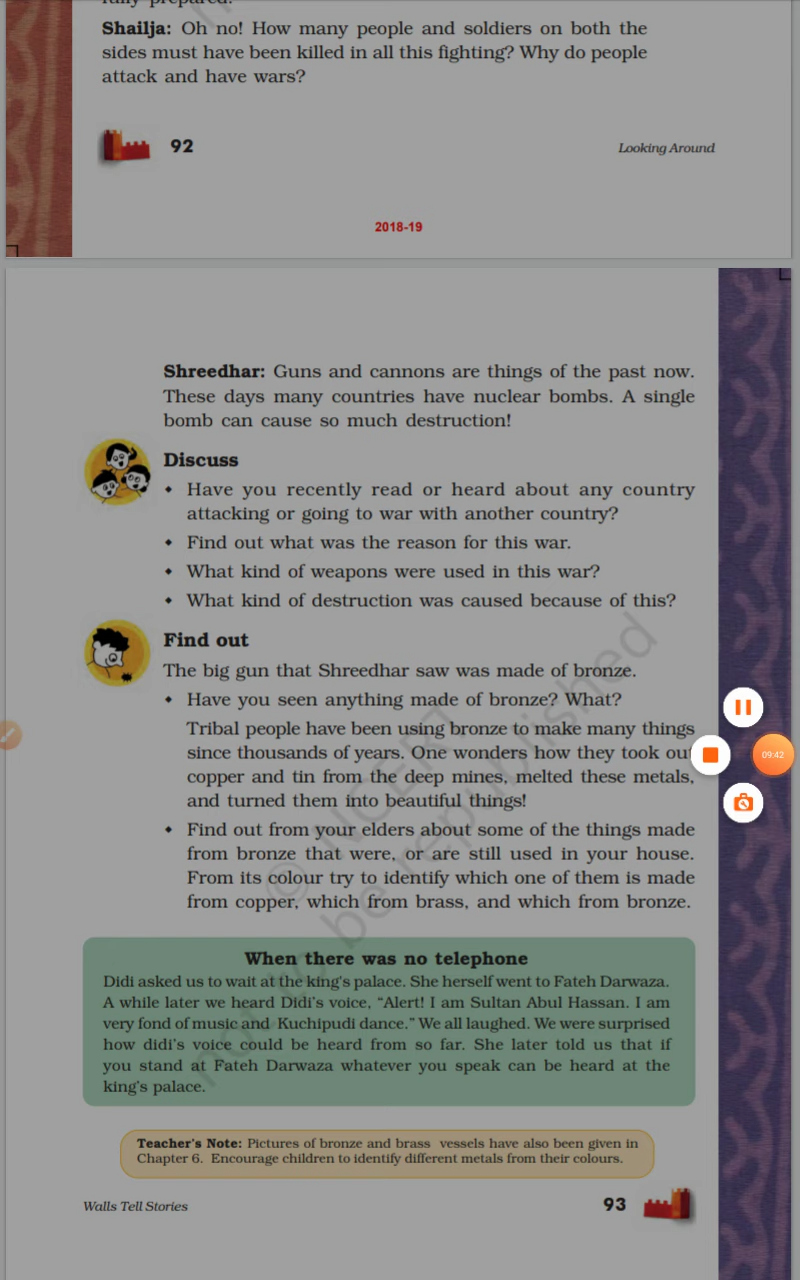 Shailja: Oh no! How many people and soldiers on both the
sides must have been killed in all this fighting? Why do people
attack and have wars?
92
Looking Around
2018-19
Shreedhar: Guns and cannons are things of the past now.
These days many countries have nuclear bombs. A single
bomb can cause so much destruction!
Discuss
• Have you recently read or heard about any country
attacking or going to war with another country?
• Find out what was the reason for this war.
• What kind of weapons were used in this war?
• What kind of destruction was caused because of this?
Find out
The big gun that Shreedhar saw was made of bronze.
• Have you seen anything made of bronze? What?
Tribal people have been using bronze to make many things
since thousands of years. One wonders how they took out
copper and tin from the deep mines, melted these metals,
and turned them into beautiful things!
• Find out from your elders about some of the things made
from bronze that were, or are still used in your house.
From its colour try to identify which one of them is made
from copper, which from brass, and which from bronze.
When there was no telephone
Didi asked us to wait at the king's palace. She herself went to Fateh Darwaza.
A while later we heard Didi's voice, "Alert! I am Sultan Abul Hassan. I am
very fond of music and Kuchipudi dance." We all laughed. We were surprised
how didi's voice could be heard from so far. She later told us that if
you stand at Fateh Darwaza whatever you speak can be heard at the
king's palace.
Teacher's Note: Pictures of bronze and brass vessels have also been given in
Chapter 6. Encourage children to identify different metals from their colours.
Walls Tell Stories
93
© NCERT
not to be republished
09:42